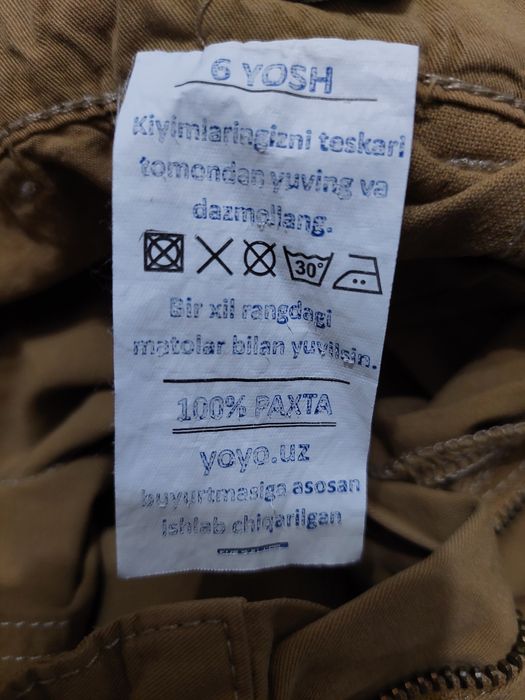 6 YOSH
Kiyimlaringizni teskari
tomondan yuving va
dazmollang.
30°
Bir xil rangdagi
matolar bilan yuvilsin.
100% PAXTA
yoyo.uz
buyurtmasiga asosan
ishlab chiqarilgan